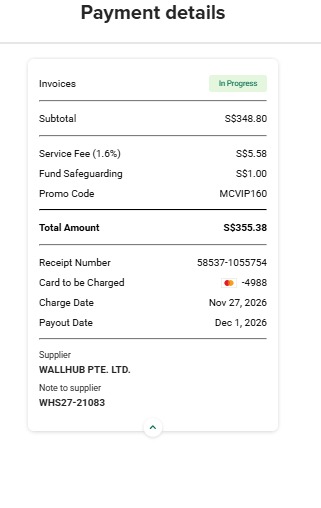 Payment details
Invoices In Progress
Subtotal S$348.80
Service Fee (1.6%) S$5.58
Fund Safeguarding S$1.00
Promo Code MCVIP160
Total Amount S$355.38
Receipt Number 58537-1055754
Card to be Charged -4988
Charge Date Nov 27, 2026
Payout Date Dec 1, 2026
Supplier
WALLHUB PTE. LTD.
Note to supplier
WHS27-21083